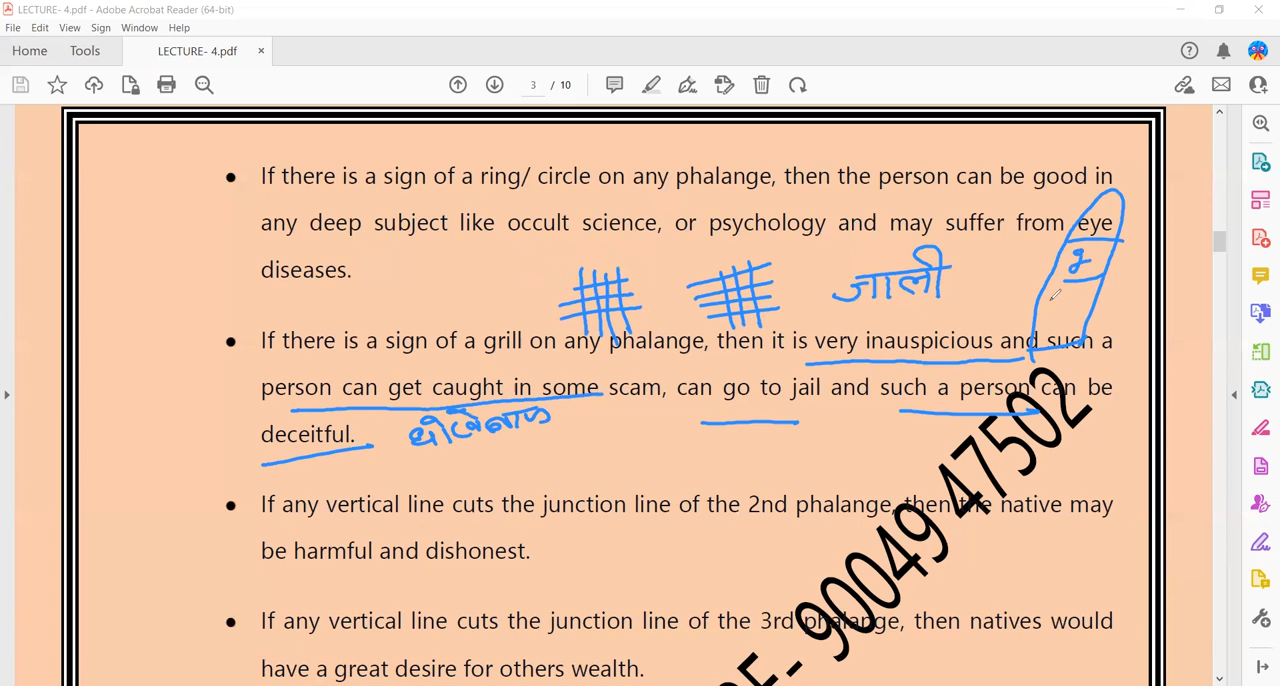 LECTURE- 4.pdf - Adobe Acrobat Reader (64-bit)
File Edit View Sign Window Help
Home Tools LECTURE- 4.pdf ×
3 / 10
• If there is a sign of a ring/ circle on any phalange, then the person can be good in
any deep subject like occult science, or psychology and may suffer from eye
diseases.
जाली
2
• If there is a sign of a grill on any phalange, then it is very inauspicious and such a
person can get caught in some scam, can go to jail and such a person can be
deceitful.
धोखेबाज
• If any vertical line cuts the junction line of the 2nd phalange, then the native may
be harmful and dishonest.
• If any vertical line cuts the junction line of the 3rd phalange, then natives would
have a great desire for others wealth.
- 90049 47502